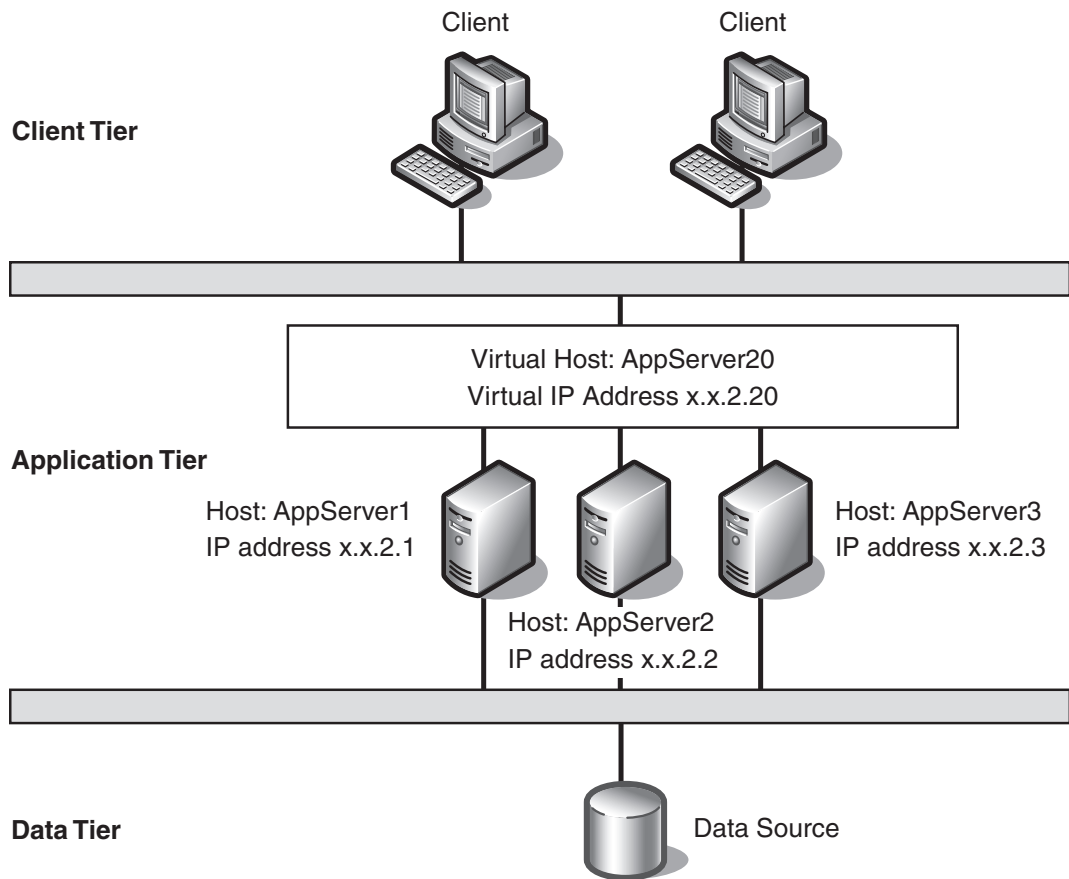 Client
Client
Client Tier
Virtual Host: AppServer20
Virtual IP Address x.x.2.20
Application Tier
Host: AppServer1
IP address x.x.2.1
Host: AppServer3
IP address x.x.2.3
Host: AppServer2
IP address x.x.2.2
Data Tier
Data Source